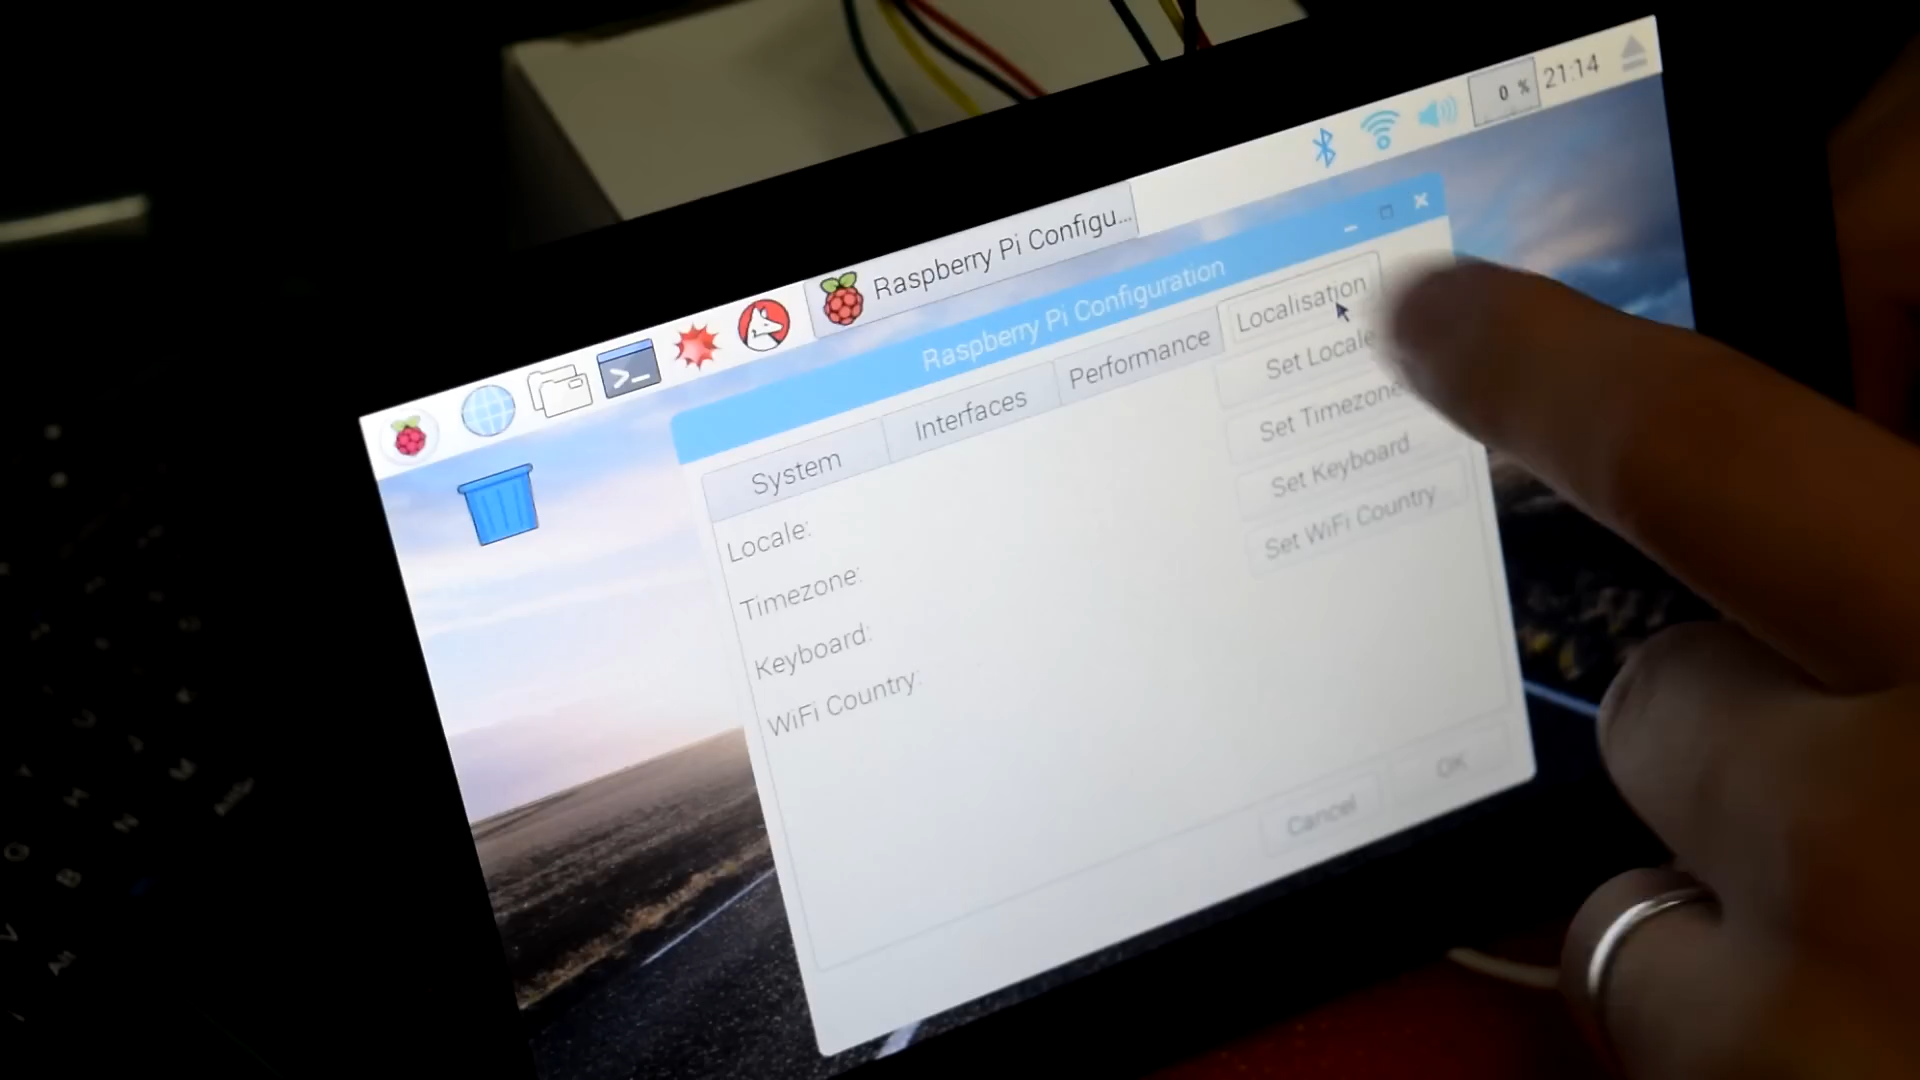 0 % 21:14
Raspberry Pi Configu...
Raspberry Pi Configuration
System Interfaces Performance Localisation
Locale: Set Locale
Timezone: Set Timezone
Keyboard: Set Keyboard
WiFi Country: Set WiFi Country
Cancel OK
>_
Alt
B
N
M